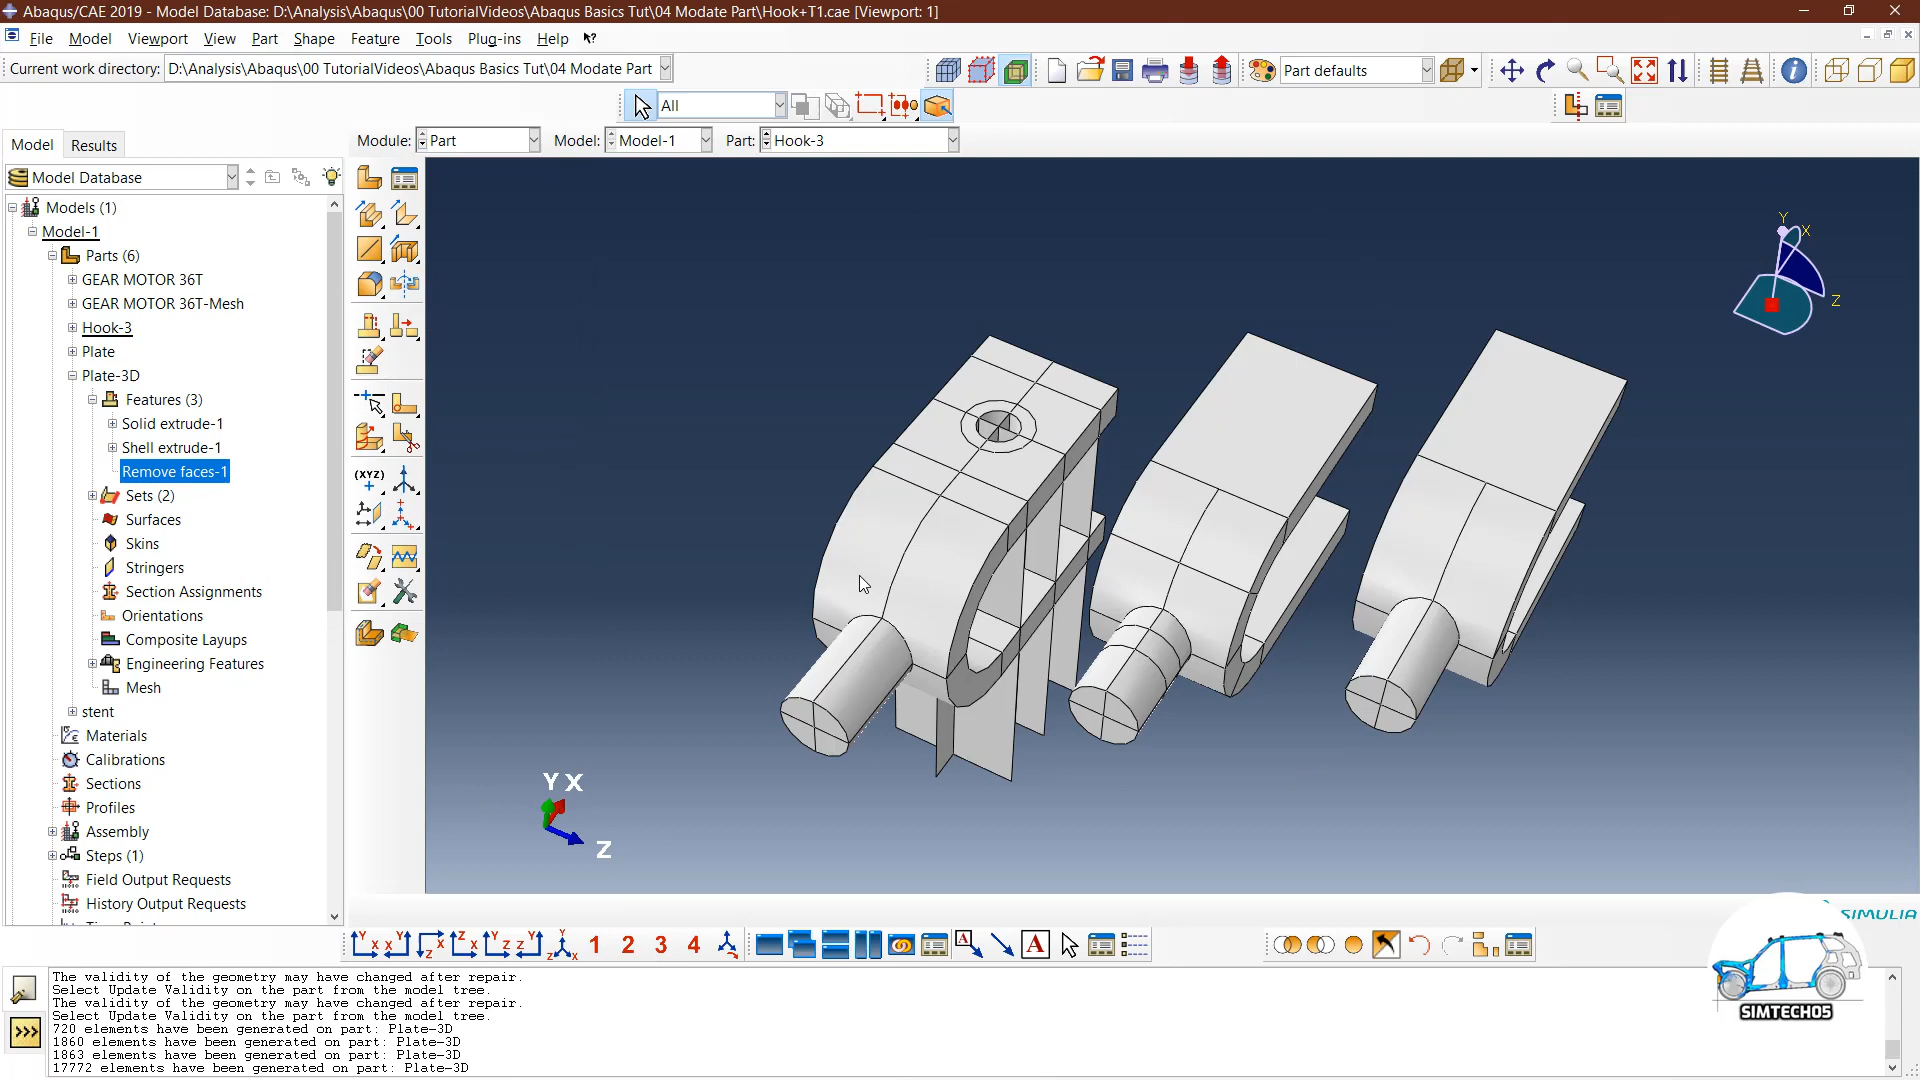 Abaqus/CAE 2019 - Model Database: D:\Analysis\Abaqus\00 TutorialVideos\Abaqus Basics Tut\04 Modate Part\Hook+T1.cae [Viewport: 1]
File Model Viewport View Part Shape Feature Tools Plug-ins Help
Current work directory: D:\Analysis\Abaqus\00 TutorialVideos\Abaqus Basics Tut\04 Modate Part
Part defaults
All
Model Results
Module: Part Model: Model-1 Part: Hook-3
Model Database
Models (1)
Model-1
Parts (6)
GEAR MOTOR 36T
GEAR MOTOR 36T-Mesh
Hook-3
Plate
Plate-3D
Features (3)
Solid extrude-1
Shell extrude-1
Remove faces-1
Sets (2)
Surfaces
Skins
Stringers
Section Assignments
Orientations
Composite Layups
Engineering Features
Mesh
stent
Materials
Calibrations
Sections
Profiles
Assembly
Steps (1)
Field Output Requests
History Output Requests
(XYZ)
Y
X
Z
Y X
Z
SIMULIA
1 2 3 4
A
A
The validity of the geometry may have changed after repair.
Select Update Validity on the part from the model tree.
The validity of the geometry may have changed after repair.
Select Update Validity on the part from the model tree.
720 elements have been generated on part: Plate-3D
1860 elements have been generated on part: Plate-3D
1863 elements have been generated on part: Plate-3D
17772 elements have been generated on part: Plate-3D
>>>
SIMTECH05